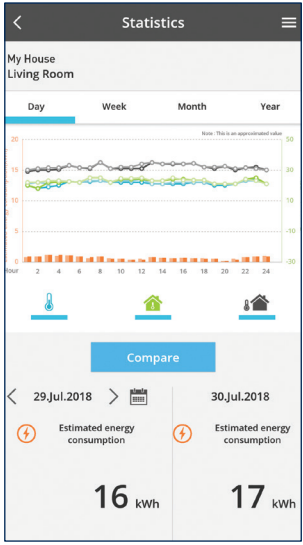 Statistics
My House
Living Room
Day Week Month Year
Note : This is an approximated value
20 50
15 30
10 10
5 -10
0 -30
Hour 2 4 6 8 10 12 14 16 18 20 22 24
Compare
29.Jul.2018 30.Jul.2018
Estimated energy Estimated energy
consumption consumption
16 kWh 17 kWh